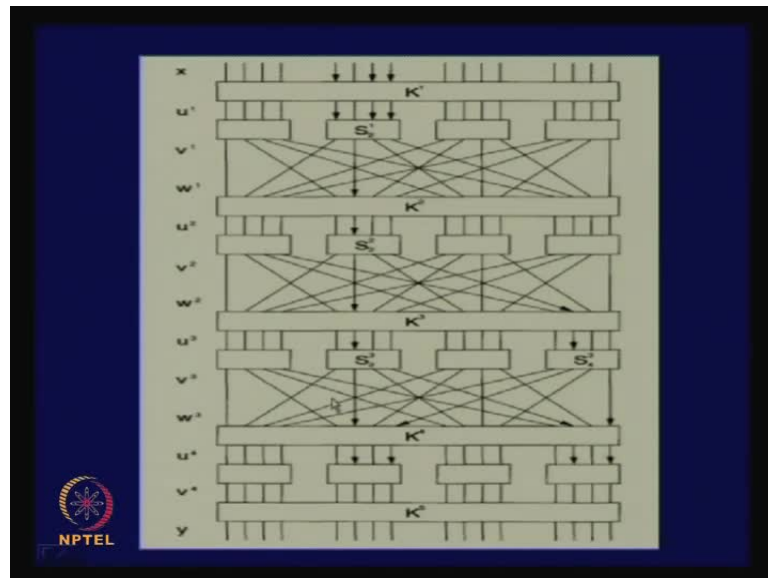 x
K¹
u¹
S₂¹
v¹
w¹
K²
u²
S₂²
v²
w²
K³
u³
S₂³ S₄³
v³
w³
K⁴
u⁴
v⁴
K⁵
y
NPTEL